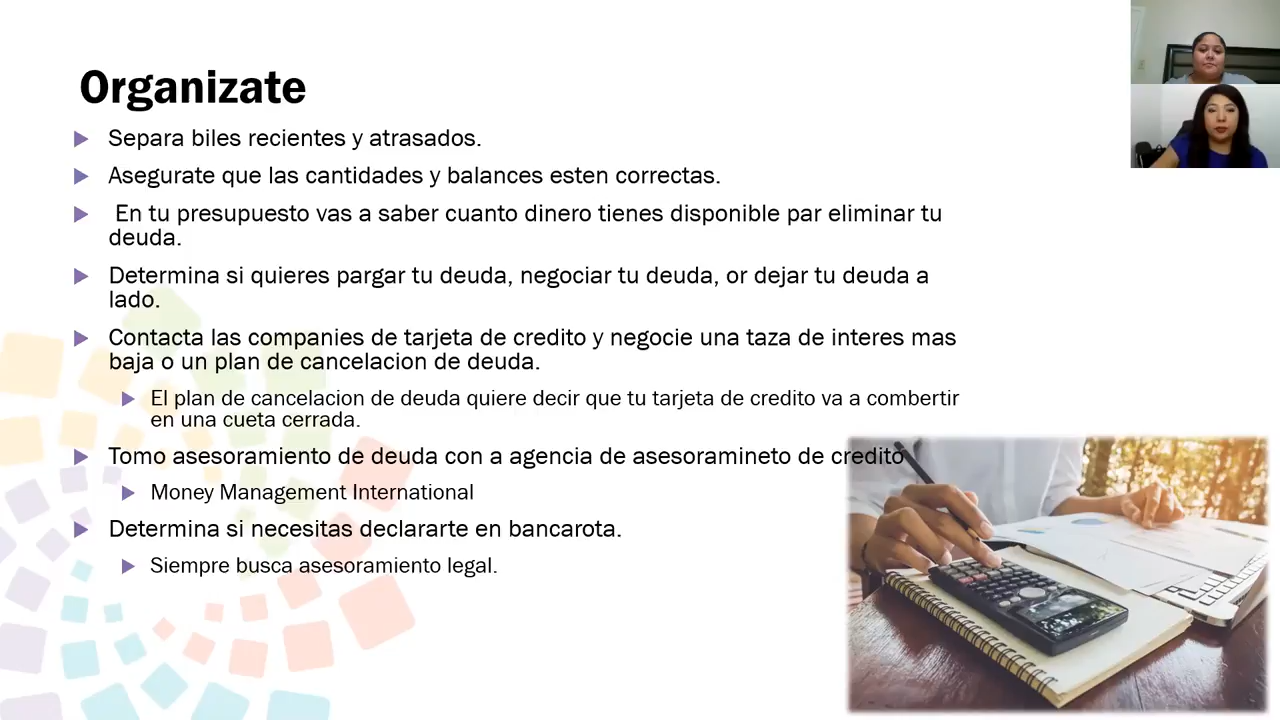 Organizate
Separa biles recientes y atrasados.
Asegurate que las cantidades y balances esten correctas.
En tu presupuesto vas a saber cuanto dinero tienes disponible par eliminar tu
deuda.
Determina si quieres pargar tu deuda, negociar tu deuda, or dejar tu deuda a
lado.
Contacta las companies de tarjeta de credito y negocie una taza de interes mas
baja o un plan de cancelacion de deuda.
El plan de cancelacion de deuda quiere decir que tu tarjeta de credito va a combertir
en una cueta cerrada.
Tomo asesoramiento de deuda con a agencia de asesoramineto de credito
Money Management International
Determina si necesitas declararte en bancarota.
Siempre busca asesoramiento legal.